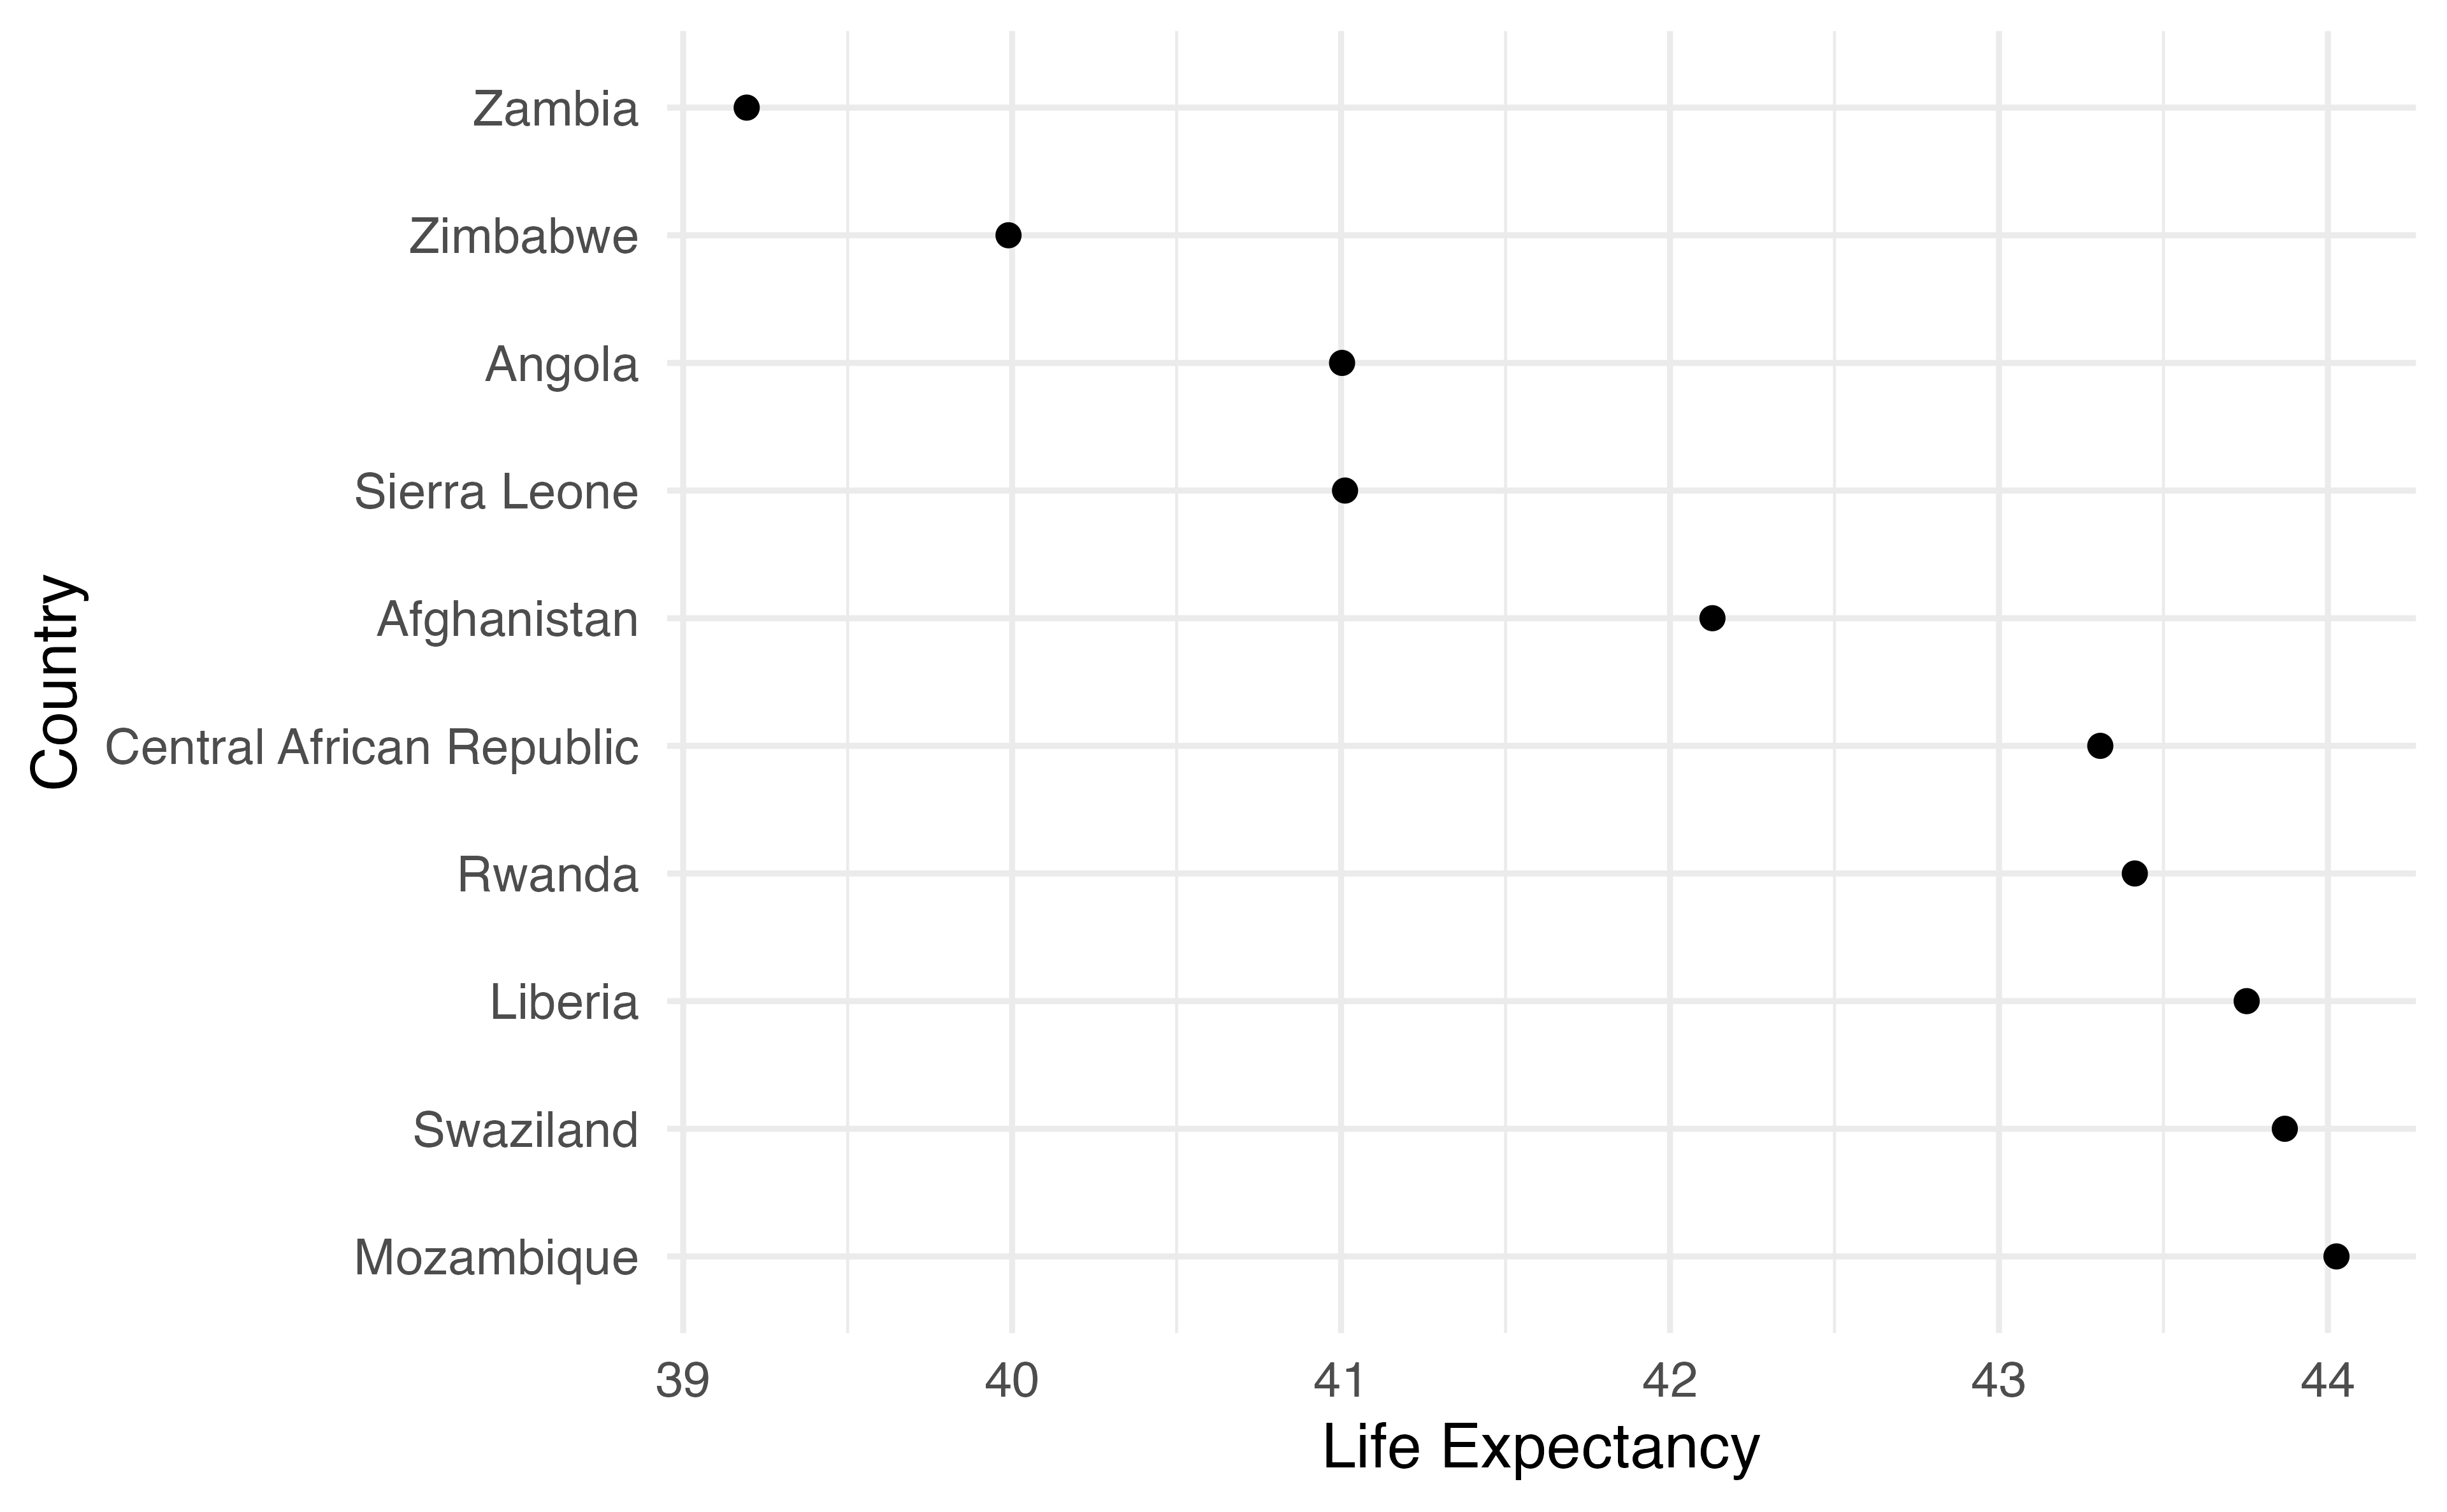 Country
Zambia
Zimbabwe
Angola
Sierra Leone
Afghanistan
Central African Republic
Rwanda
Liberia
Swaziland
Mozambique
39 40 41 42 43 44
Life Expectancy